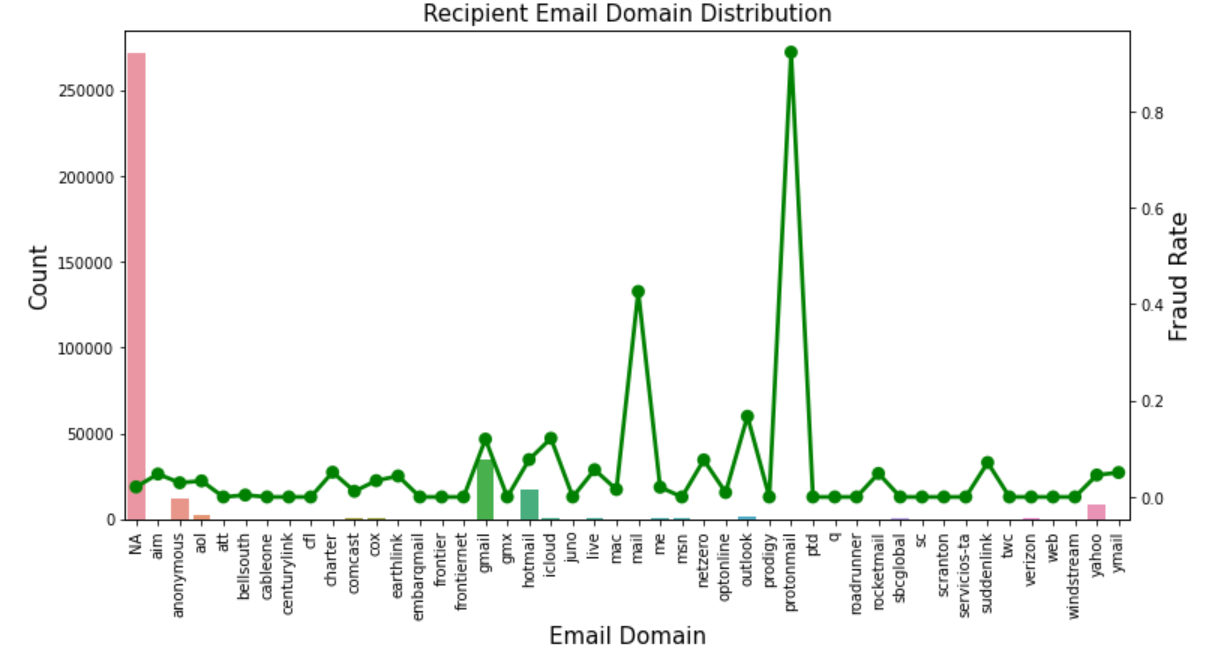 Recipient Email Domain Distribution
250000
200000
150000
100000
50000
0
Count
0.8
0.6
0.4
0.2
0.0
Fraud Rate
NA
aim
anonymous
aol
att
bellsouth
cableone
centurylink
cfl
charter
comcast
cox
earthlink
embarqmail
frontier
frontiernet
gmail
gmx
hotmail
icloud
juno
live
mac
mail
me
msn
netzero
optonline
outlook
prodigy
protonmail
ptd
q
roadrunner
rocketmail
sbcglobal
sc
scranton
servicios-ta
suddenlink
twc
verizon
web
windstream
yahoo
ymail
Email Domain